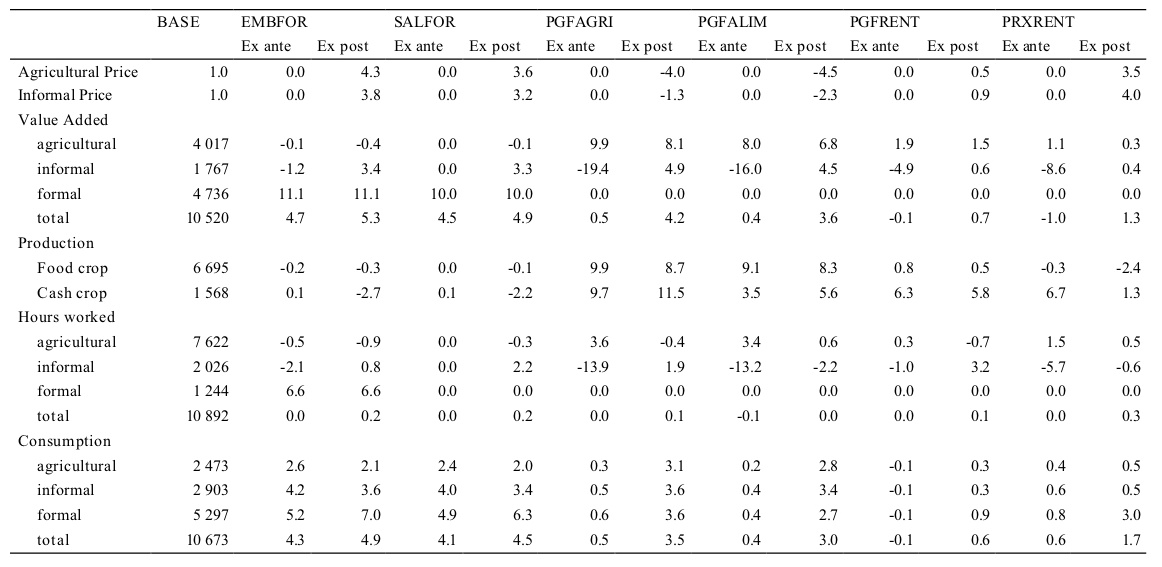 BASE EMBFOR SALFOR PGFAGRI PGFALIM PGFRENT PRXRENT
Ex ante Ex post Ex ante Ex post Ex ante Ex post Ex ante Ex post Ex ante Ex post Ex ante Ex post
Agricultural Price 1.0 0.0 4.3 0.0 3.6 0.0 -4.0 0.0 -4.5 0.0 0.5 0.0 3.5
Informal Price 1.0 0.0 3.8 0.0 3.2 0.0 -1.3 0.0 -2.3 0.0 0.9 0.0 4.0
Value Added
agricultural 4 017 -0.1 -0.4 0.0 -0.1 9.9 8.1 8.0 6.8 1.9 1.5 1.1 0.3
informal 1 767 -1.2 3.4 0.0 3.3 -19.4 4.9 -16.0 4.5 -4.9 0.6 -8.6 0.4
formal 4 736 11.1 11.1 10.0 10.0 0.0 0.0 0.0 0.0 0.0 0.0 0.0 0.0
total 10 520 4.7 5.3 4.5 4.9 0.5 4.2 0.4 3.6 -0.1 0.7 -1.0 1.3
Production
Food crop 6 695 -0.2 -0.3 0.0 -0.1 9.9 8.7 9.1 8.3 0.8 0.5 -0.3 -2.4
Cash crop 1 568 0.1 -2.7 0.1 -2.2 9.7 11.5 3.5 5.6 6.3 5.8 6.7 1.3
Hours worked
agricultural 7 622 -0.5 -0.9 0.0 -0.3 3.6 -0.4 3.4 0.6 0.3 -0.7 1.5 0.5
informal 2 026 -2.1 0.8 0.0 2.2 -13.9 1.9 -13.2 -2.2 -1.0 3.2 -5.7 -0.6
formal 1 244 6.6 6.6 0.0 0.0 0.0 0.0 0.0 0.0 0.0 0.0 0.0 0.0
total 10 892 0.0 0.2 0.0 0.2 0.0 0.1 -0.1 0.0 0.0 0.1 0.0 0.3
Consumption
agricultural 2 473 2.6 2.1 2.4 2.0 0.3 3.1 0.2 2.8 -0.1 0.3 0.4 0.5
informal 2 903 4.2 3.6 4.0 3.4 0.5 3.6 0.4 3.4 -0.1 0.3 0.6 0.5
formal 5 297 5.2 7.0 4.9 6.3 0.6 3.6 0.4 2.7 -0.1 0.9 0.8 3.0
total 10 673 4.3 4.9 4.1 4.5 0.5 3.5 0.4 3.0 -0.1 0.6 0.6 1.7